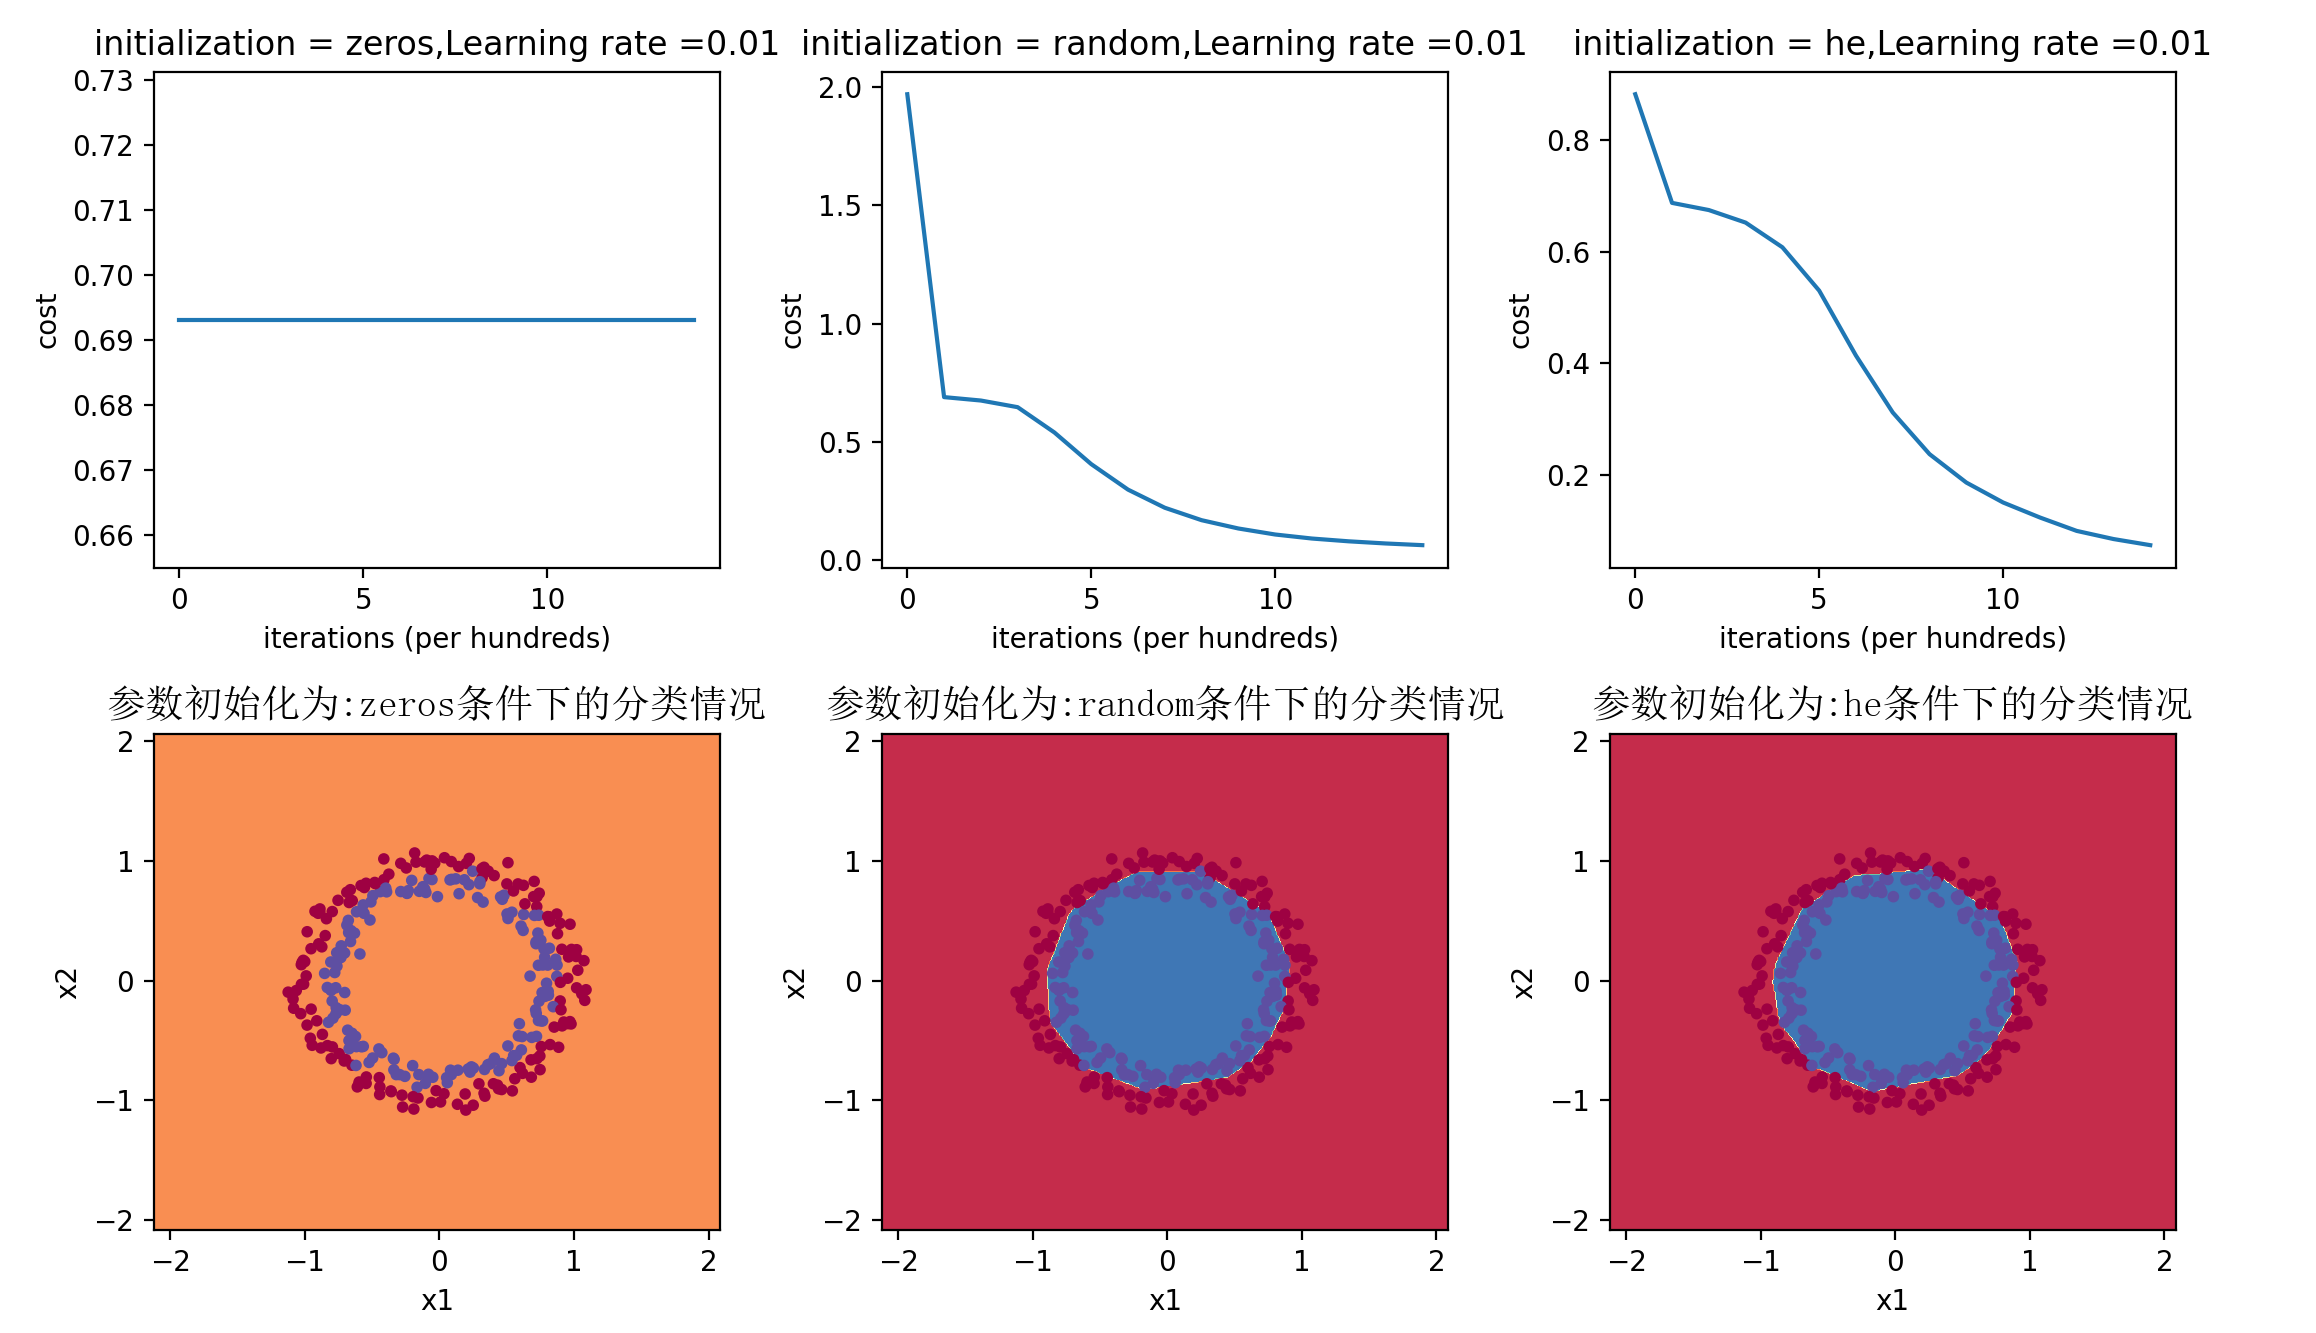 initialization = zeros,Learning rate =0.01
0.73
0.72
0.71
0.70
0.69
0.68
0.67
0.66
cost
0 5 10
iterations (per hundreds)
initialization = random,Learning rate =0.01
2.0
1.5
1.0
0.5
0.0
cost
0 5 10
iterations (per hundreds)
initialization = he,Learning rate =0.01
0.8
0.6
0.4
0.2
cost
0 5 10
iterations (per hundreds)
参数初始化为:zeros条件下的分类情况
2
1
0
−1
−2
x2
−2 −1 0 1 2
x1
参数初始化为:random条件下的分类情况
2
1
0
−1
−2
x2
−2 −1 0 1 2
x1
参数初始化为:he条件下的分类情况
2
1
0
−1
−2
x2
−2 −1 0 1 2
x1